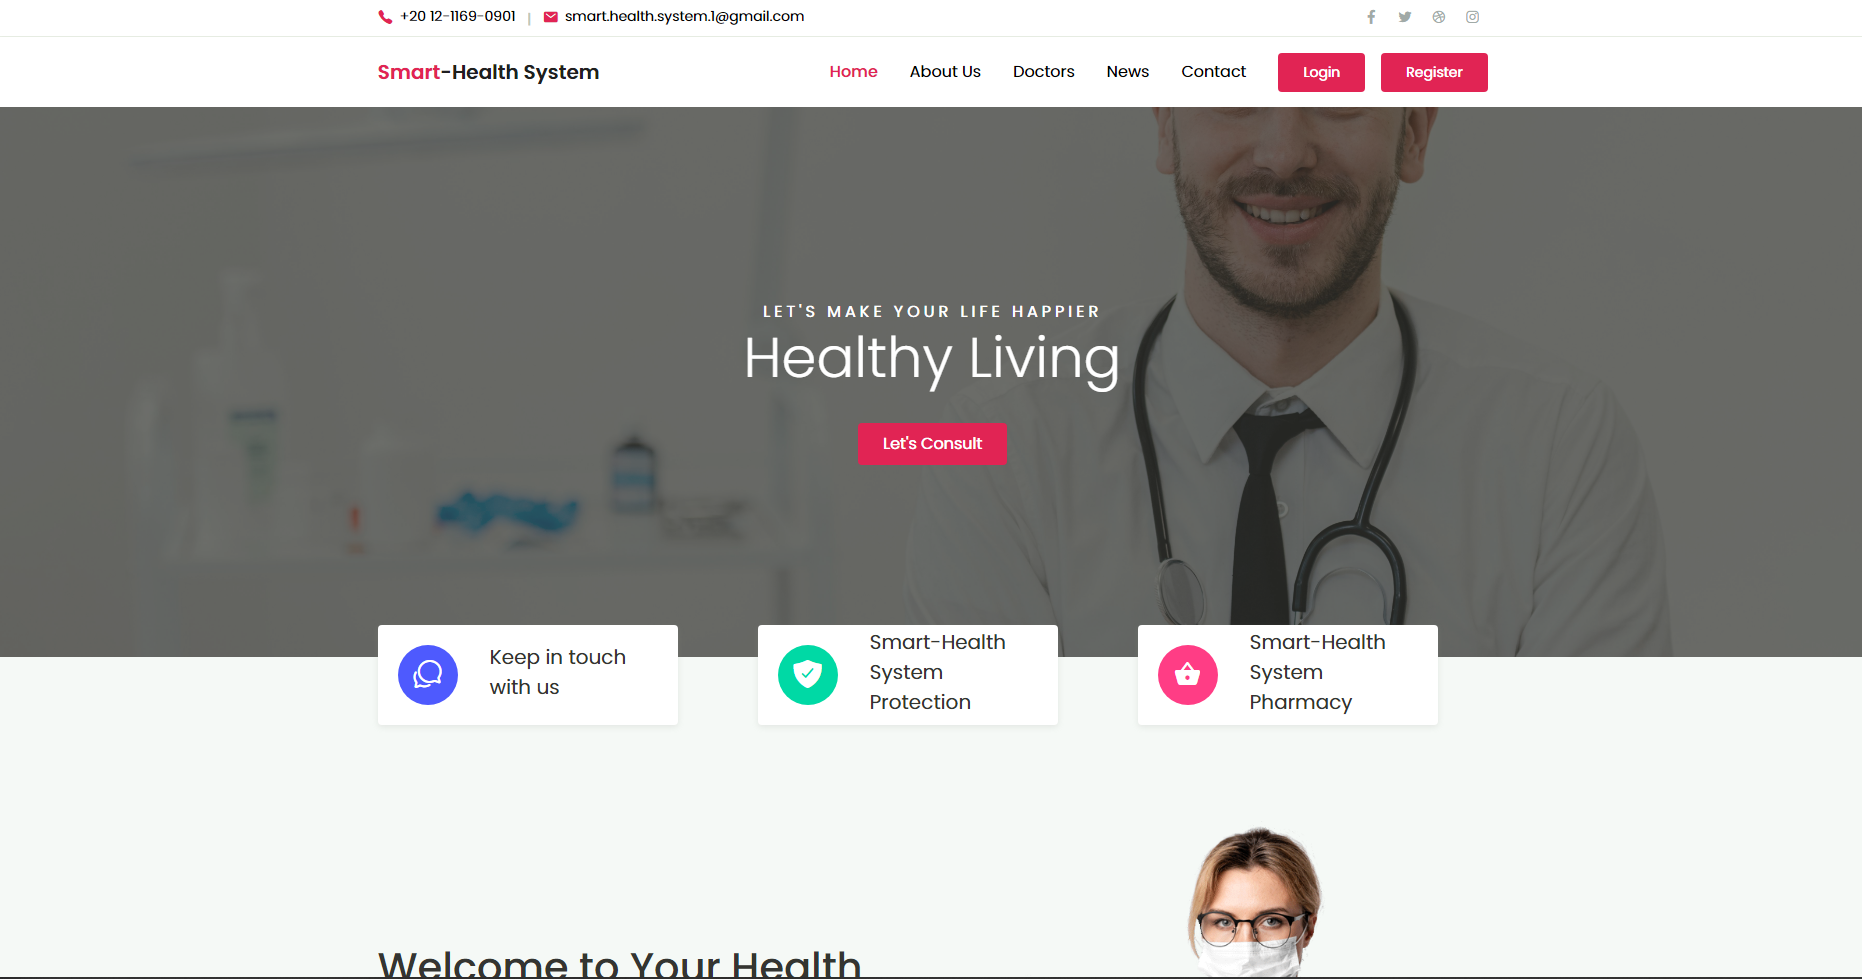 +20 12-1169-0901 | smart.health.system.1@gmail.com
Smart-Health System
Home About Us Doctors News Contact Login Register
LET'S MAKE YOUR LIFE HAPPIER
Healthy Living
Let's Consult
Keep in touch
with us
Smart-Health
System
Protection
Smart-Health
System
Pharmacy
Welcome to Your Health